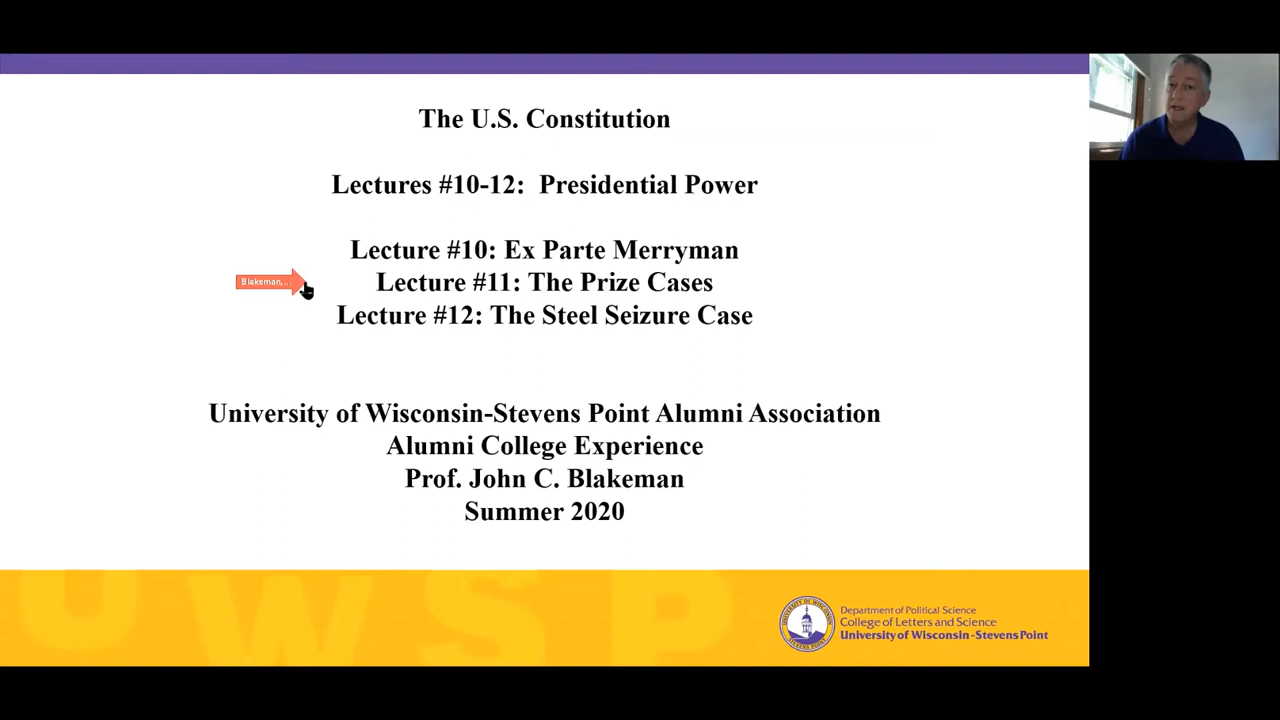 The U.S. Constitution
Lectures #10-12: Presidential Power
Lecture #10: Ex Parte Merryman
Blakeman,...
Lecture #11: The Prize Cases
Lecture #12: The Steel Seizure Case
University of Wisconsin-Stevens Point Alumni Association
Alumni College Experience
Prof. John C. Blakeman
Summer 2020
UWSP
Department of Political Science
College of Letters and Science
University of Wisconsin-Stevens Point